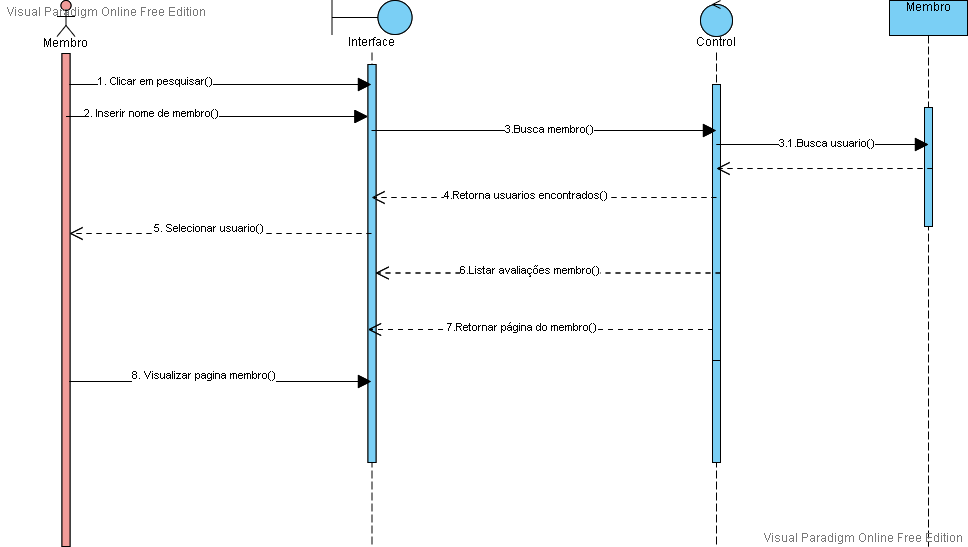 Visual Paradigm Online Free Edition
Membro
Interface
Control
Membro
1. Clicar em pesquisar()
2. Inserir nome de membro()
3.Busca membro()
3.1.Busca usuario()
4.Retorna usuarios encontrados()
5. Selecionar usuario()
6.Listar avaliações membro()
7.Retornar página do membro()
8. Visualizar pagina membro()
Visual Paradigm Online Free Edition